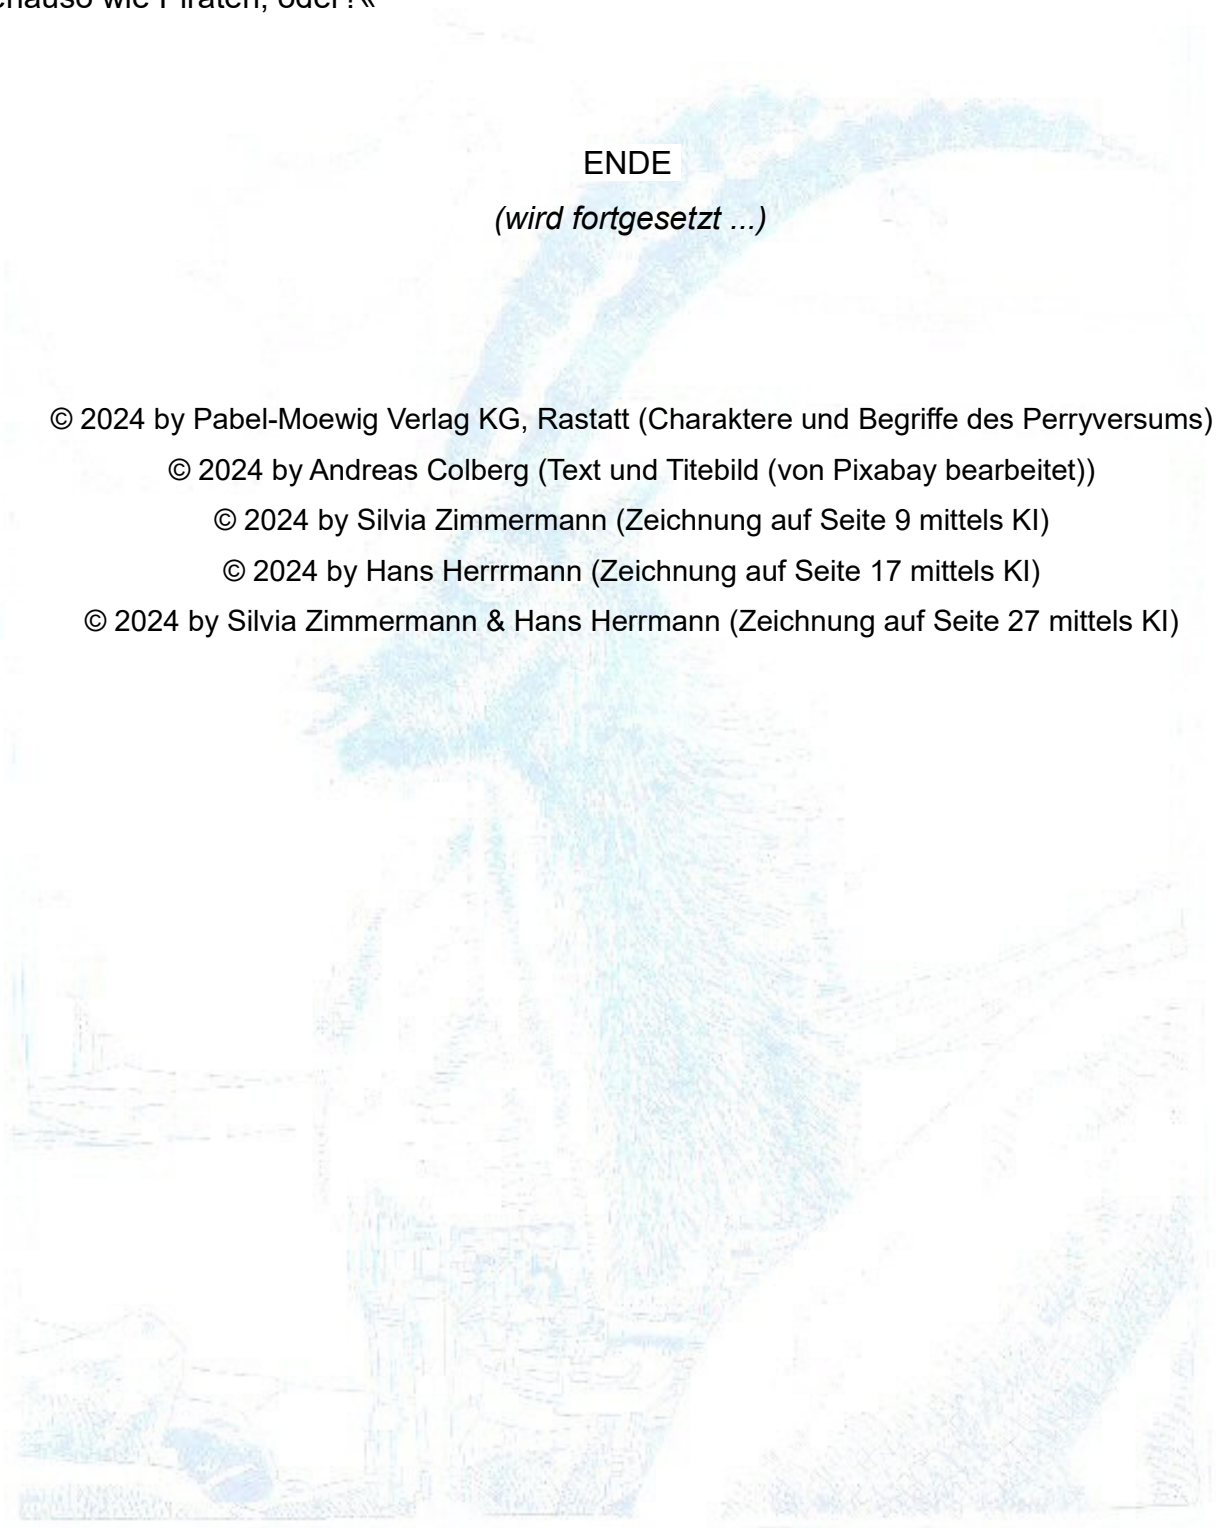 wie Piraten, oder?«
ENDE
(wird fortgesetzt ...)
© 2024 by Pabel-Moewig Verlag KG, Rastatt (Charaktere und Begriffe des Perryversums)
© 2024 by Andreas Colberg (Text und Titebild (von Pixabay bearbeitet))
© 2024 by Silvia Zimmermann (Zeichnung auf Seite 9 mittels KI)
© 2024 by Hans Herrrmann (Zeichnung auf Seite 17 mittels KI)
© 2024 by Silvia Zimmermann & Hans Herrmann (Zeichnung auf Seite 27 mittels KI)